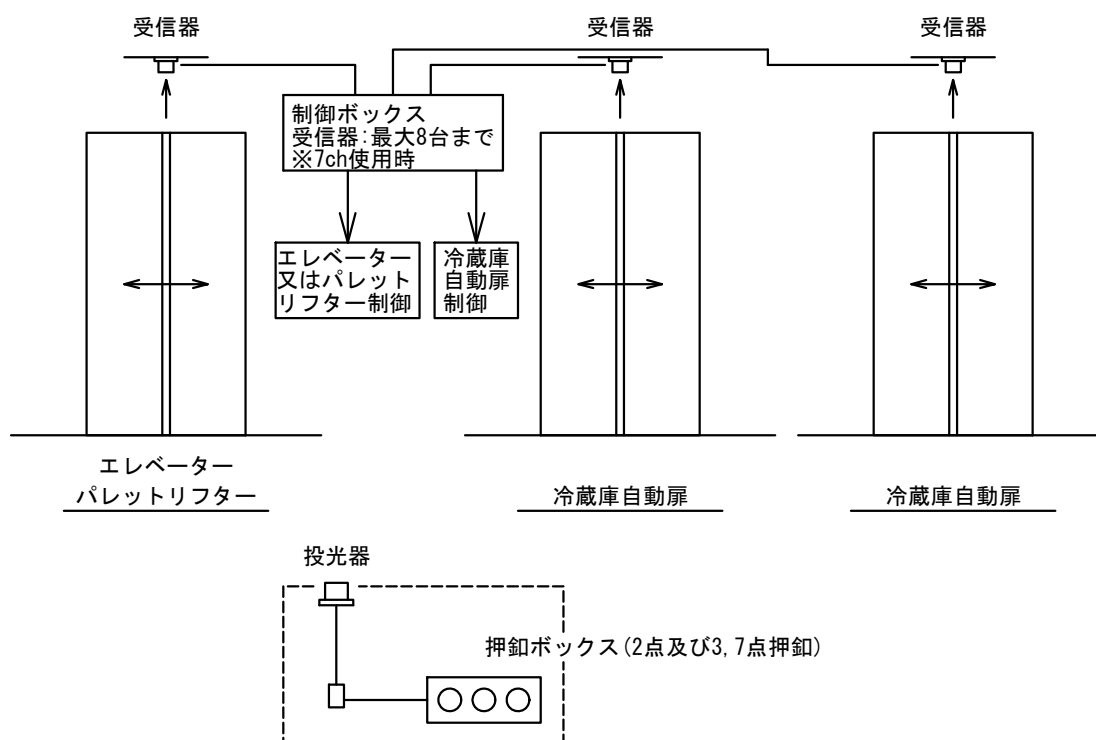 受信器
受信器
受信器
制御ボックス
受信器:最大8台まで
※7ch使用時
エレベーター
又はパレット
リフター制御
冷蔵庫
自動扉
制御
エレベーター
パレットリフター
冷蔵庫自動扉
冷蔵庫自動扉
投光器
押釦ボックス(2点及び3,7点押釦)